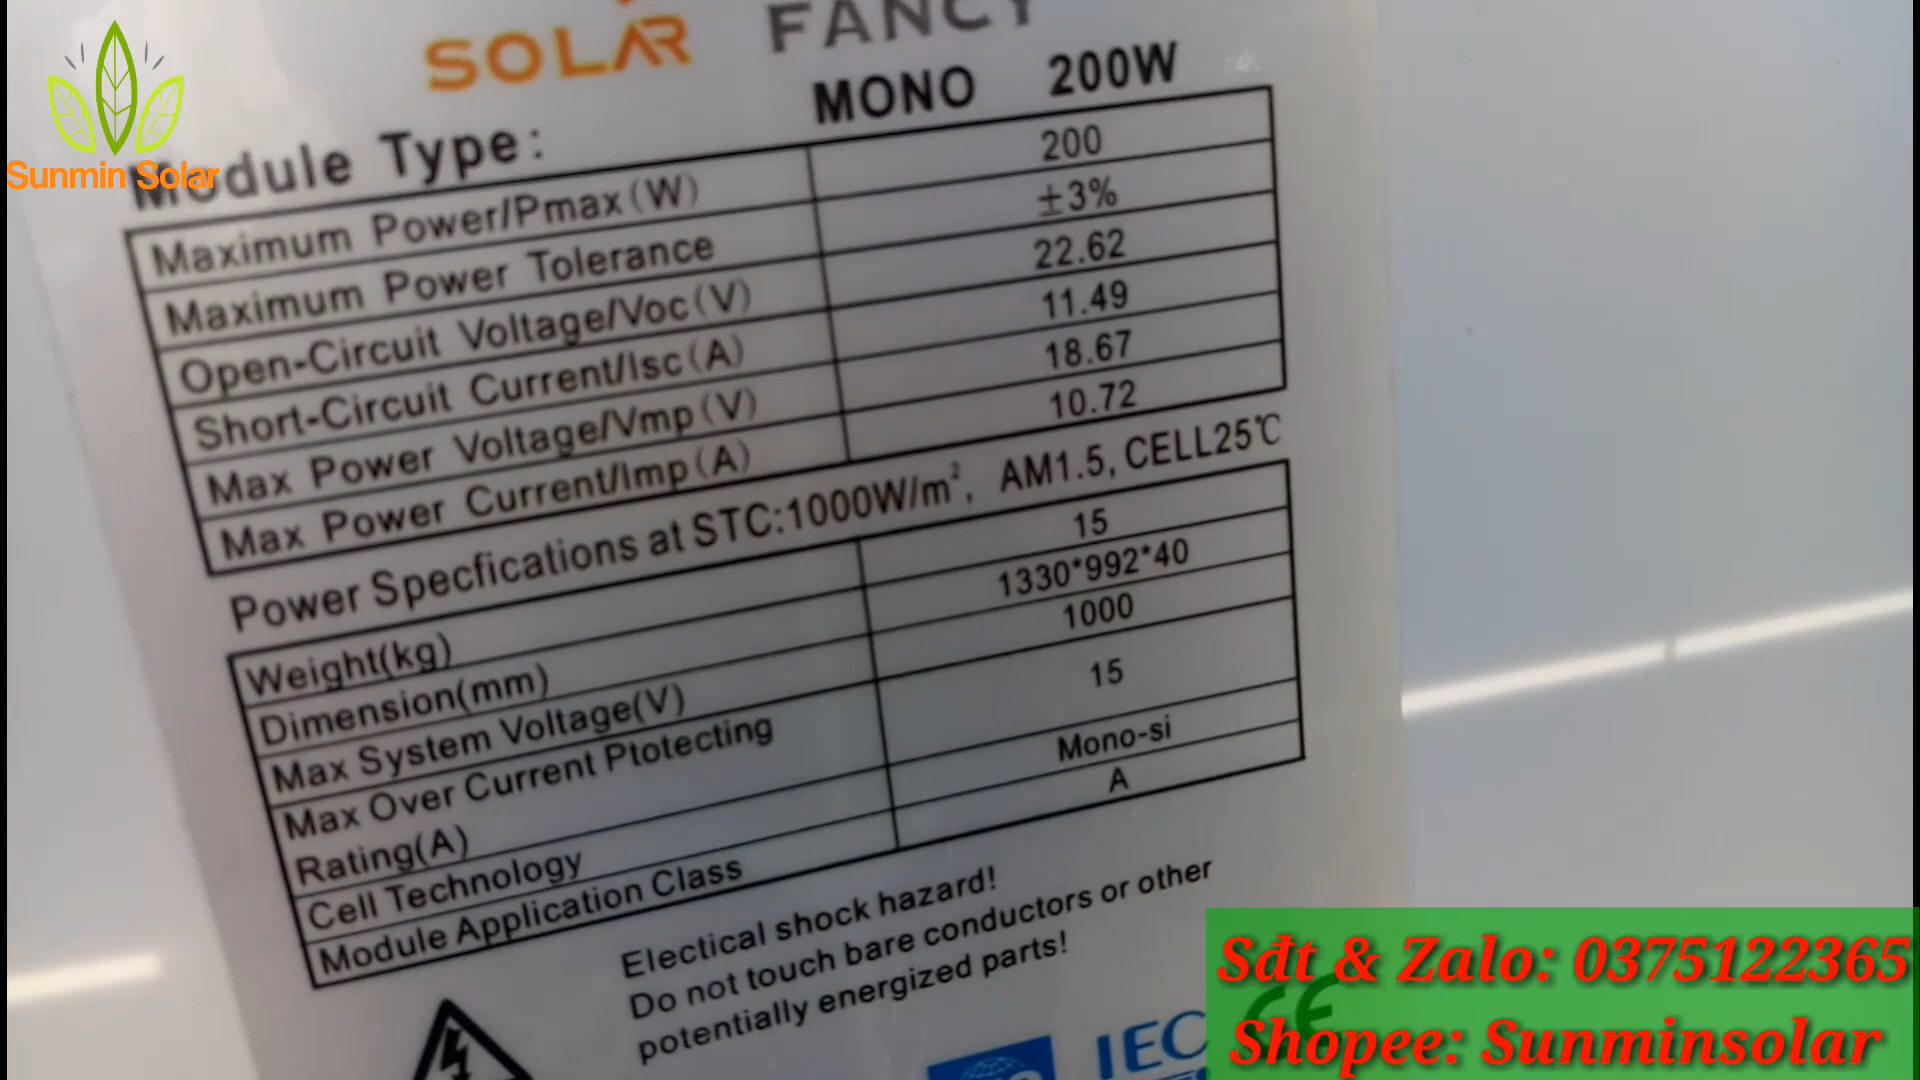 SOLAR FANCY
Sunmin Solar
Module Type: MONO 200W
Maximum Power/Pmax(W) 200
Maximum Power Tolerance ±3%
Open-Circuit Voltage/Voc(V) 22.62
Short-Circuit Current/Isc(A) 11.49
Max Power Voltage/Vmp(V) 18.67
Max Power Current/Imp(A) 10.72
Power Specfications at STC:1000W/m², AM1.5, CELL25℃
Weight(kg) 15
Dimension(mm) 1330*992*40
Max System Voltage(V) 1000
Max Over Current Ptotecting
Rating(A) 15
Cell Technology Mono-si
Module Application Class A
Electical shock hazard!
Do not touch bare conductors or other
potentially energized parts!
IEC CE
Sđt & Zalo: 0375122365
Shopee: Sunminsolar